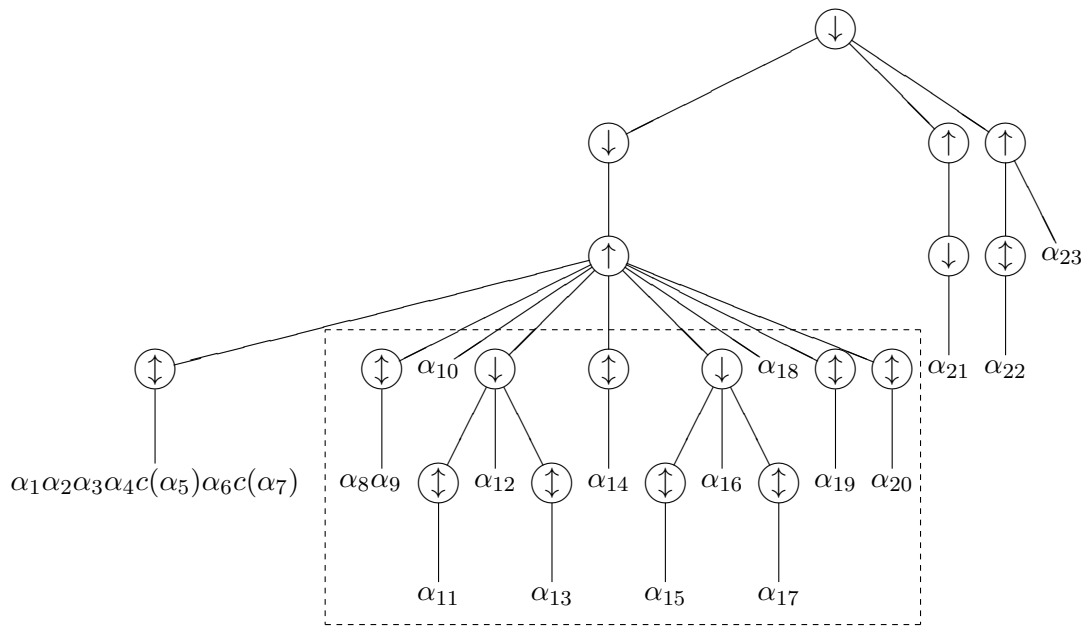 ↓
↓ ↑ ↑
↑ ↓ ↕ α₂₃
↕ ↕ α₁₀ ↓ ↕ ↓ α₁₈ ↕ ↕ α₂₁ α₂₂
α₁α₂α₃α₄c(α₅)α₆c(α₇) α₈α₉ ↕ α₁₂ ↕ α₁₄ ↕ α₁₆ ↕ α₁₉ α₂₀
α₁₁ α₁₃ α₁₅ α₁₇